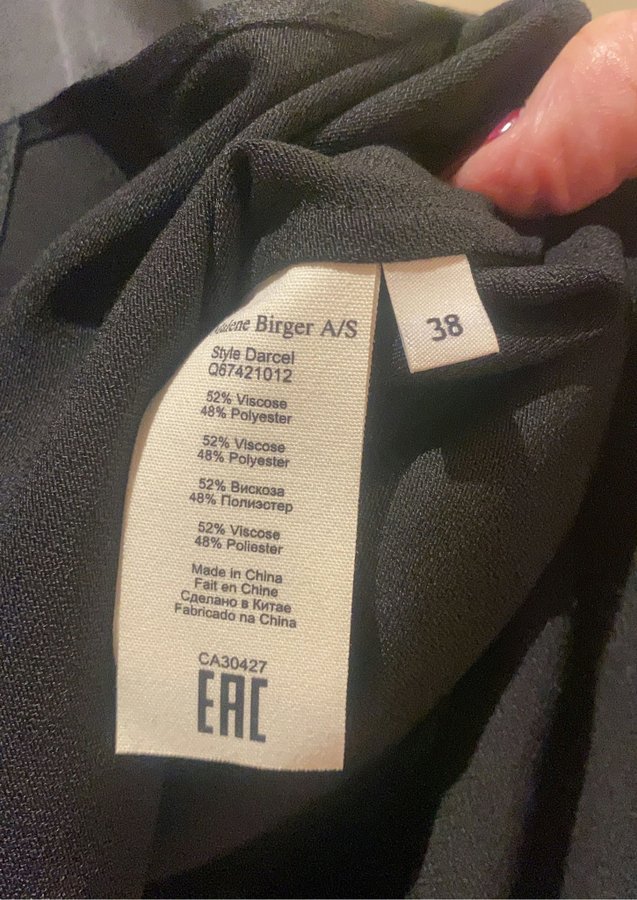 Birger A/S
Style Darcel
Q67421012
52% Viscose
48% Polyester
52% Viscose
48% Polyester
52% Вискоза
48% Полиэстер
52% Viscose
48% Poliester
Made in China
Fait en Chine
Сделано в Китае
Fabricado na China
CA30427
EAC
38